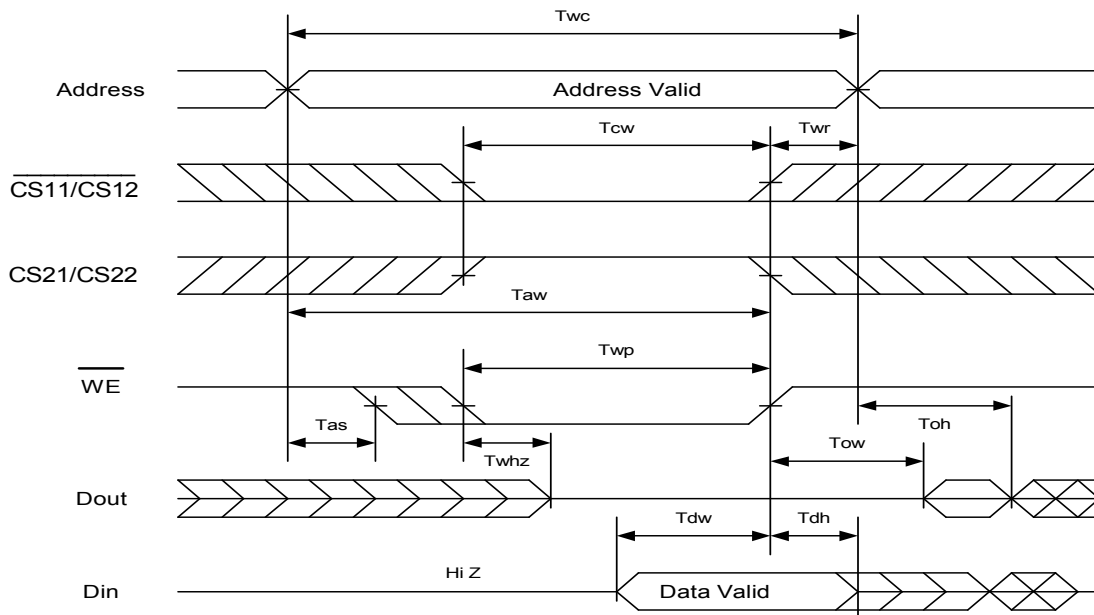 Twc
Address
Address Valid
Tcw
Twr
CS11/CS12
CS21/CS22
Taw
Twp
WE
Tas
Toh
Tow
Twhz
Dout
Tdw
Tdh
Hi Z
Din
Data Valid